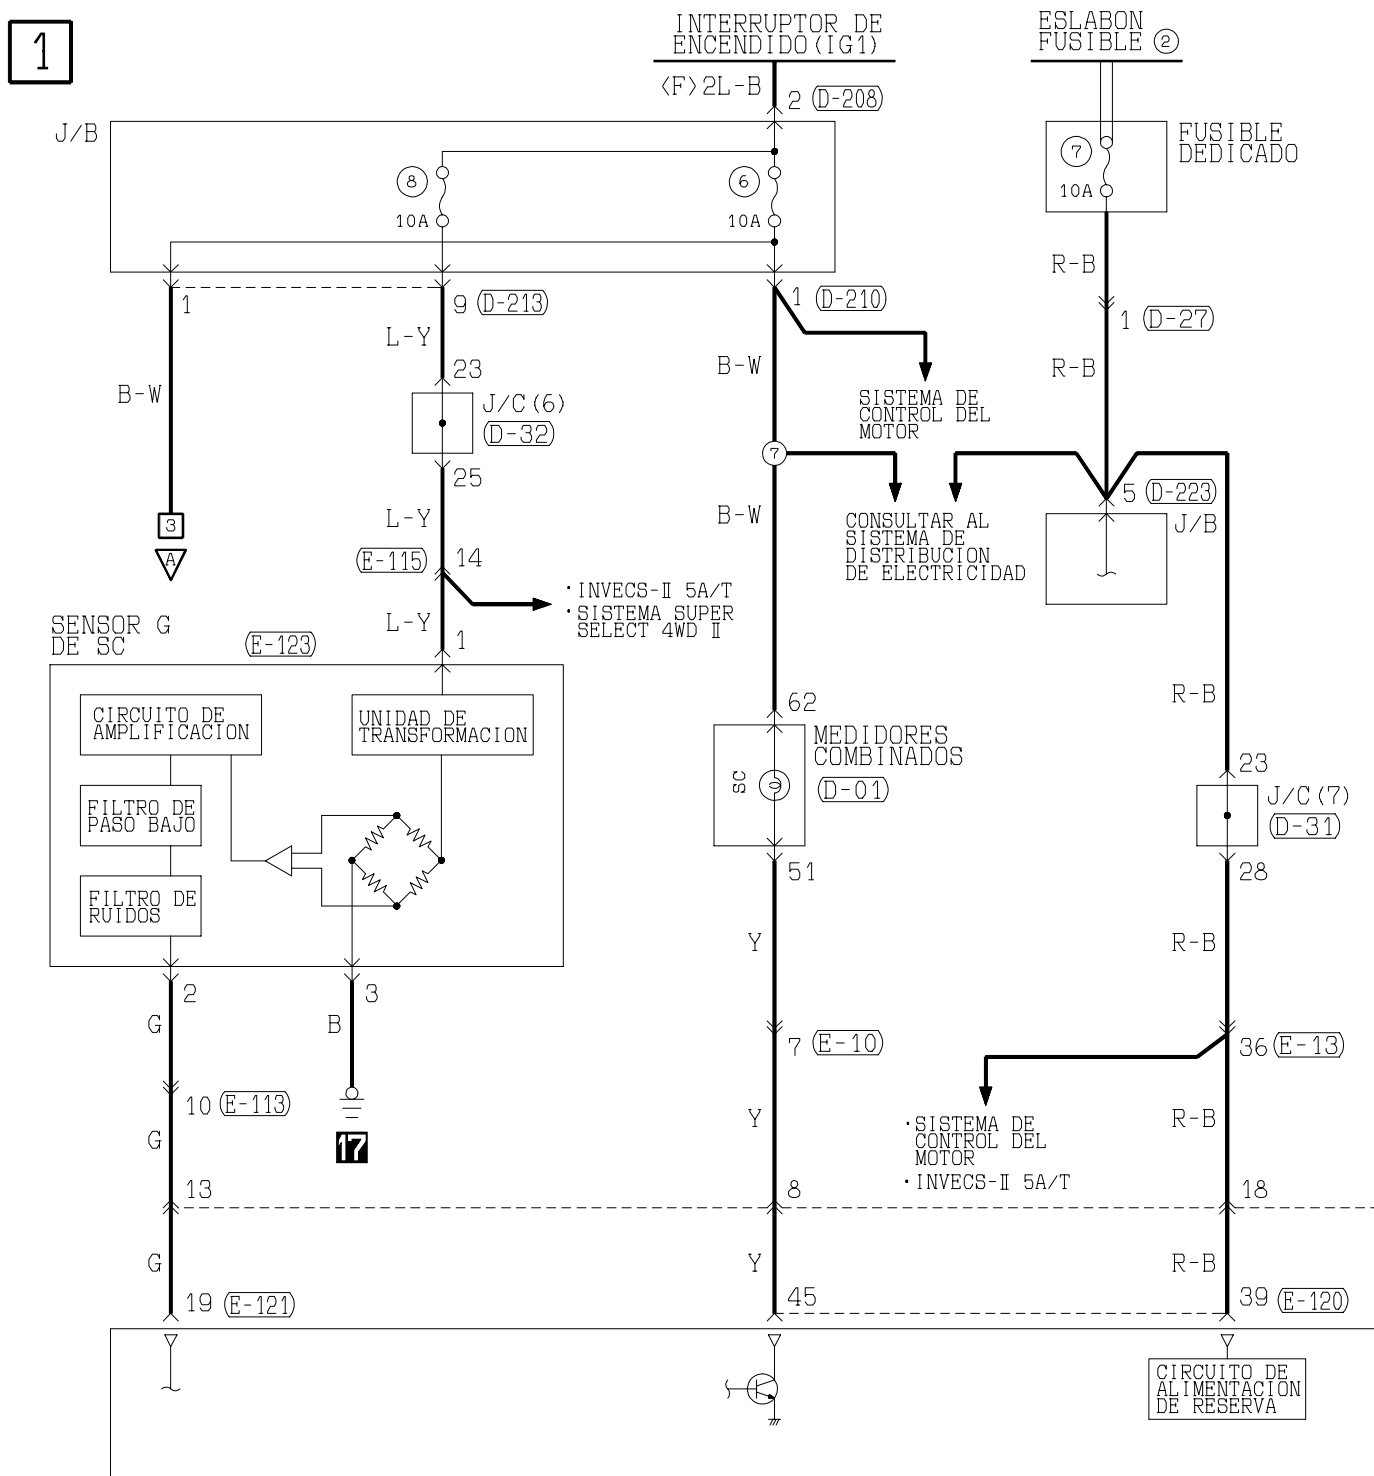 1
INTERRUPTOR DE
ENCENDIDO(IG1)
ESLABON
FUSIBLE ②
<F>2L-B
2 (D-208)
J/B
FUSIBLE
DEDICADO
8
10A
6
10A
7
10A
R-B
1
9 (D-213)
1 (D-210)
1 (D-27)
L-Y
B-W
R-B
23
B-W
J/C(6)
(D-32)
SISTEMA DE
CONTROL DEL
MOTOR
7
25
5 (D-223)
J/B
L-Y
B-W
3
A
CONSULTAR AL
SISTEMA DE
DISTRIBUCION
DE ELECTRICIDAD
(E-115) 14
·INVECS-Ⅱ 5A/T
·SISTEMA SUPER
SELECT 4WD Ⅱ
L-Y
SENSOR G
DE SC
(E-123)
1
R-B
CIRCUITO DE
AMPLIFICACION
UNIDAD DE
TRANSFORMACION
62
MEDIDORES
COMBINADOS
(D-01)
SC
23
J/C(7)
(D-31)
FILTRO DE
PASO BAJO
51
28
FILTRO DE
RUIDOS
Y
R-B
2
3
G
B
7 (E-10)
36 (E-13)
10 (E-113)
17
G
Y
R-B
·SISTEMA DE
CONTROL DEL
MOTOR
·INVECS-Ⅱ 5A/T
13
8
18
G
Y
R-B
19 (E-121)
45
39 (E-120)
CIRCUITO DE
ALIMENTACION
DE RESERVA